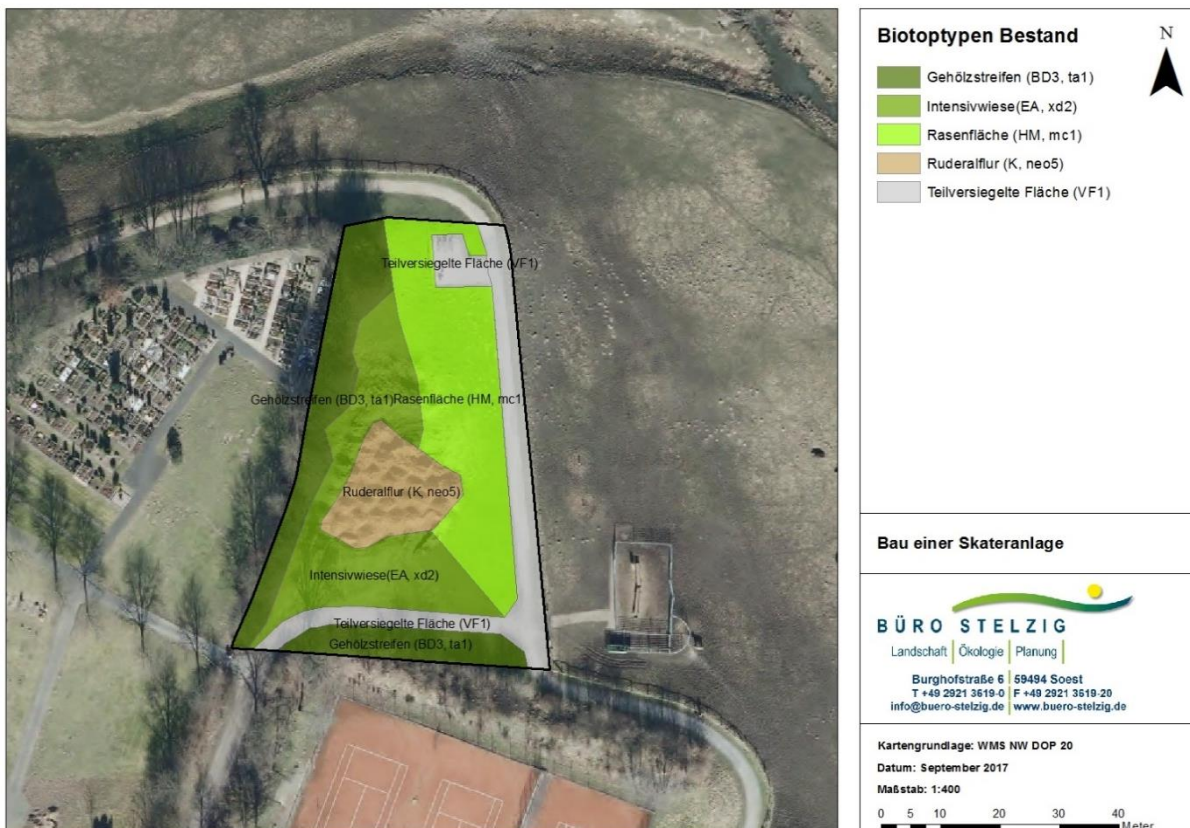 Teilversiegelte Fläche (VF1)
Gehölzstreifen (BD3, ta1)
Rasenfläche (HM, mc1
Ruderalflur (K, neo5)
Intensivwiese(EA, xd2)
Teilversiegelte Fläche (VF1)
Gehölzstreifen (BD3, ta1)
Biotoptypen Bestand
N
Gehölzstreifen (BD3, ta1)
Intensivwiese(EA, xd2)
Rasenfläche (HM, mc1)
Ruderalflur (K, neo5)
Teilversiegelte Fläche (VF1)
Bau einer Skateranlage
BÜRO STELZIG
Landschaft | Ökologie | Planung |
Burghofstraße 6 | 59494 Soest
T +49 2921 3619-0 | F +49 2921 3619-20
info@buero-stelzig.de | www.buero-stelzig.de
Kartengrundlage: WMS NW DOP 20
Datum: September 2017
Maßstab: 1:400
0 5 10 20 30 40
Meter